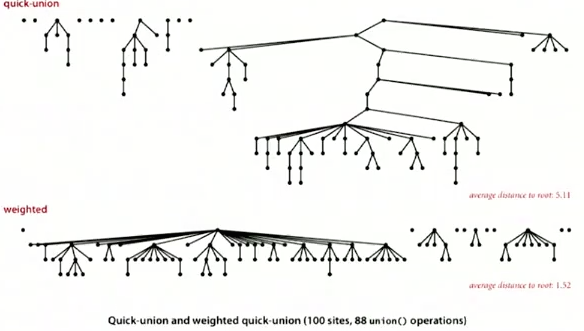 quick-union
average distance to root: 5.11
weighted
average distance to root: 1.52
Quick-union and weighted quick-union (100 sites, 88 union() operations)